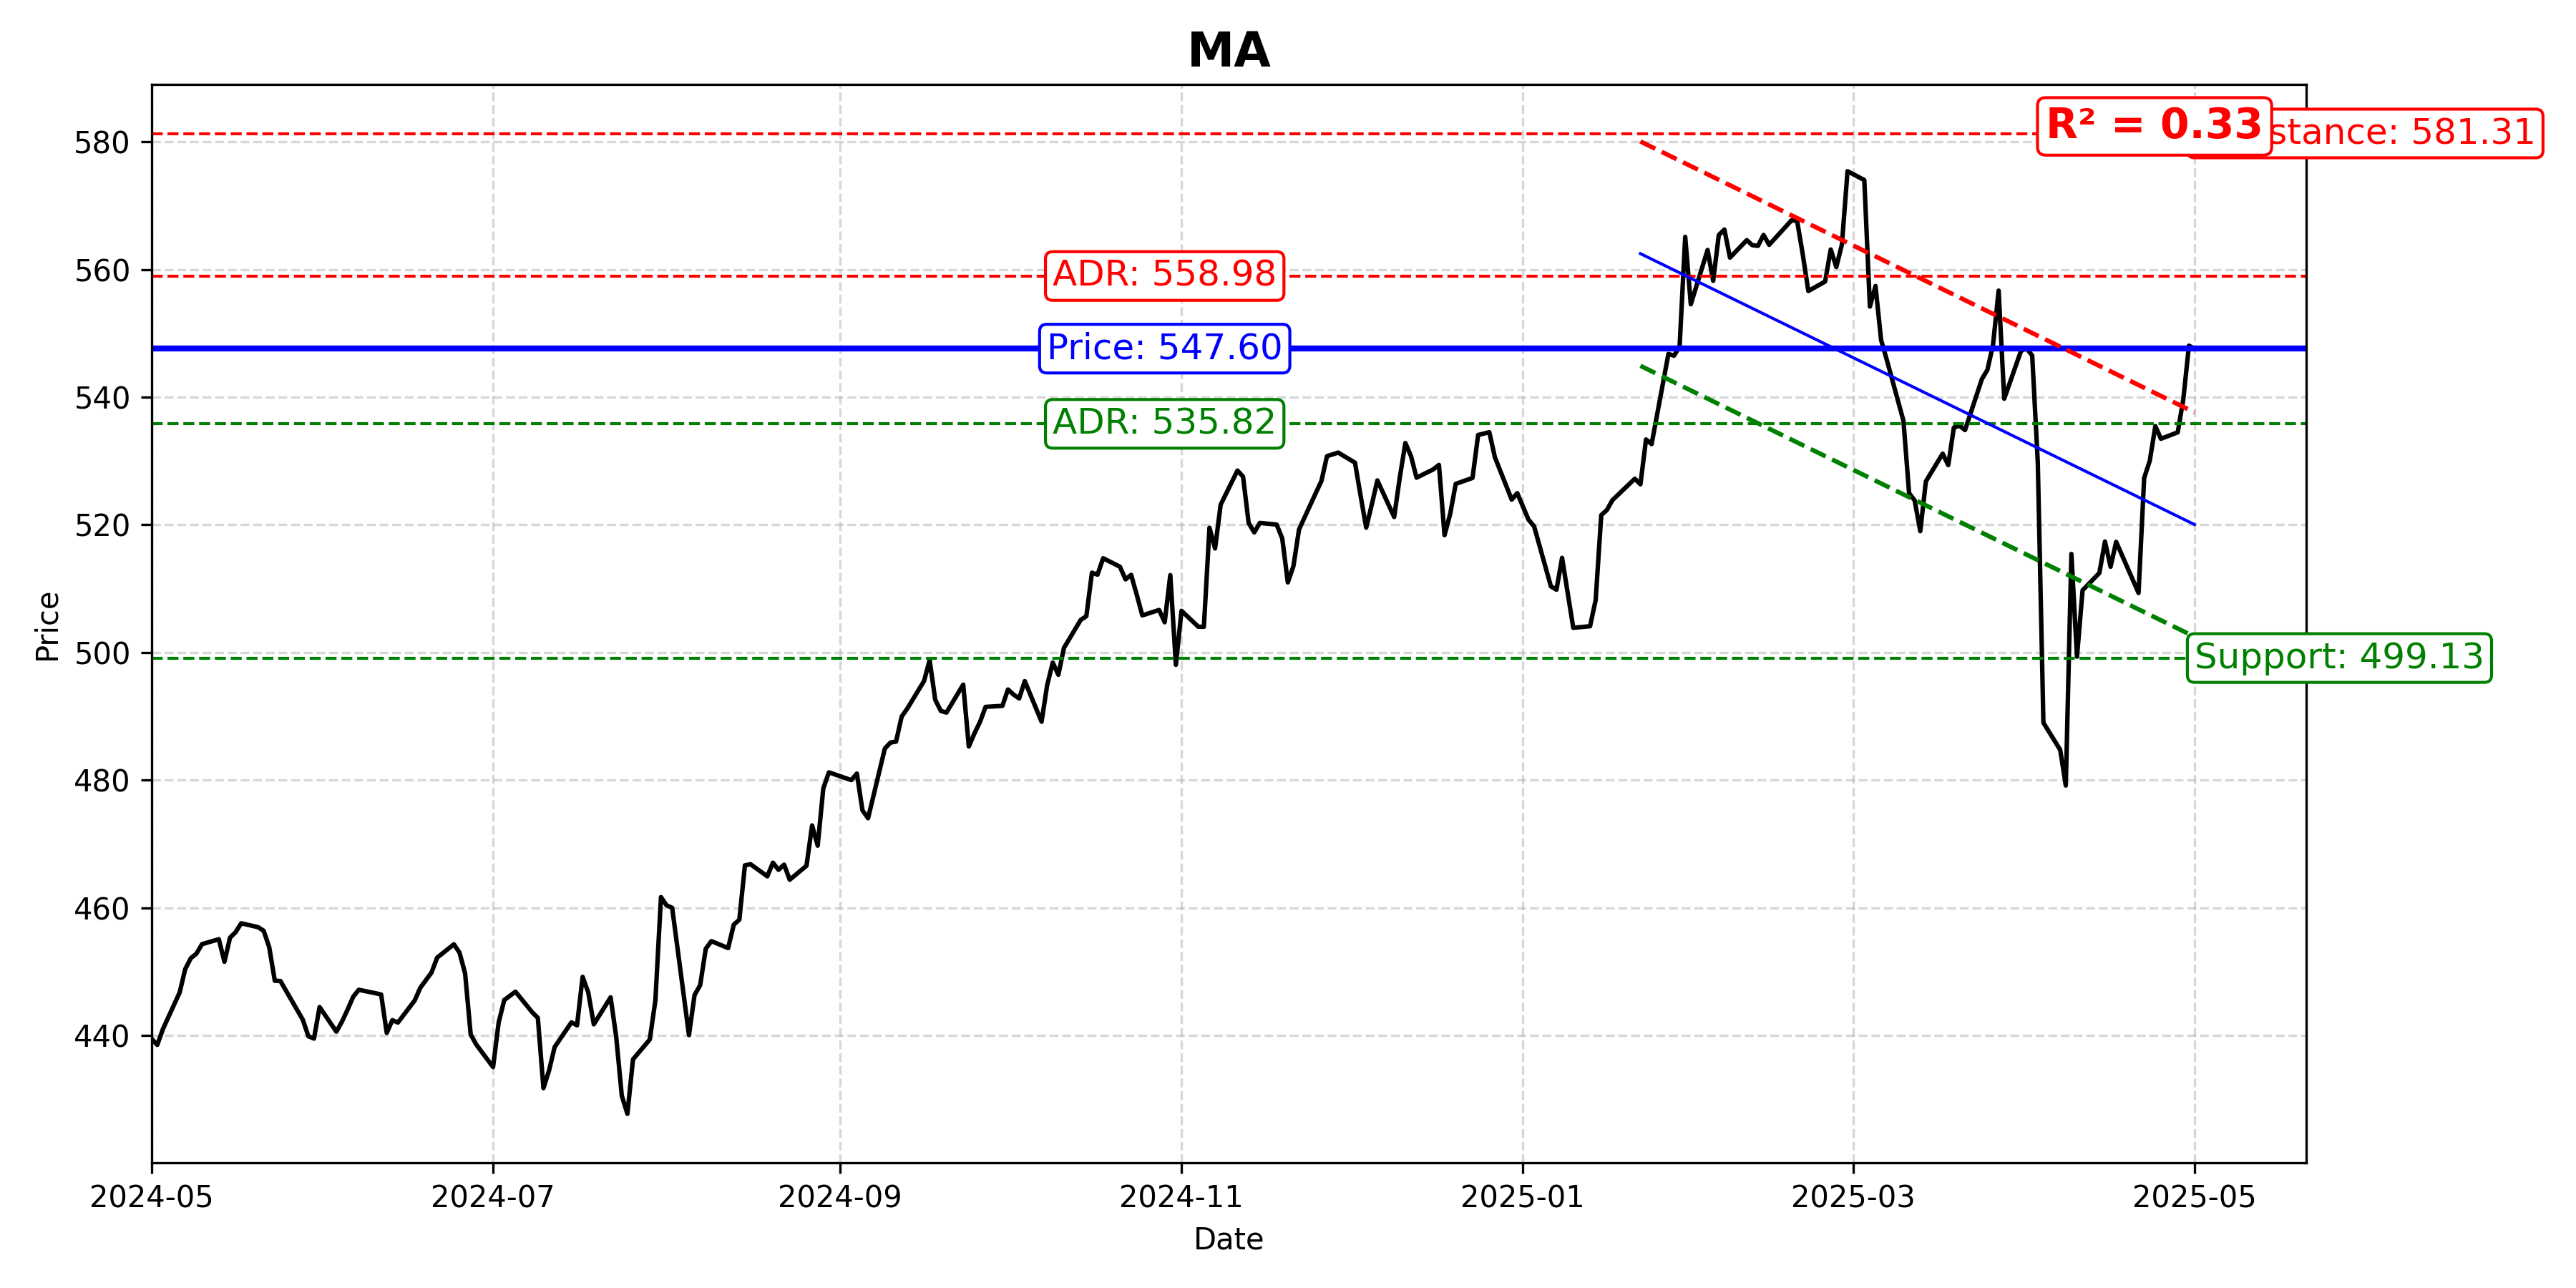 MA
R² = 0.33
stance: 581.31
580
560
540
520
500
480
460
440
ADR: 558.98
Price: 547.60
ADR: 535.82
Support: 499.13
Price
2024-05
2024-07
2024-09
2024-11
2025-01
2025-03
2025-05
Date